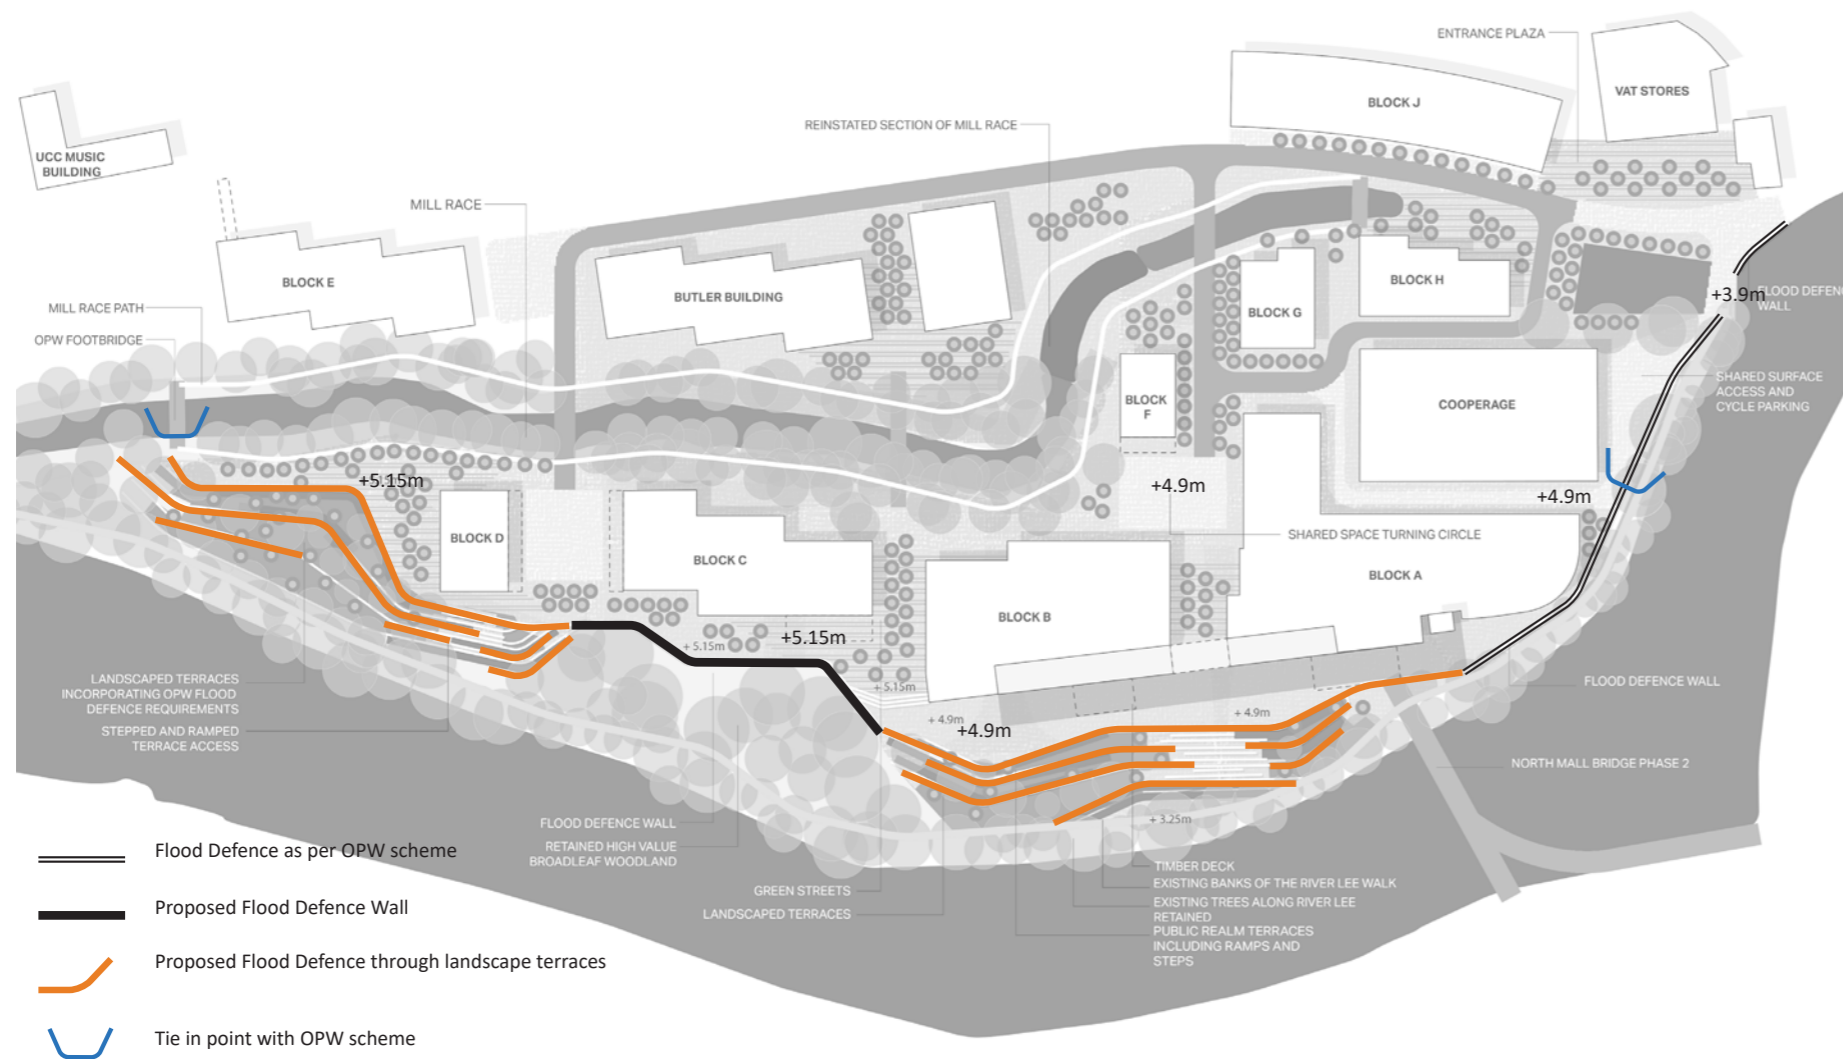 ENTRANCE PLAZA
VAT STORES
BLOCK J
REINSTATED SECTION OF MILL RACE
UCC MUSIC
BUILDING
MILL RACE
BLOCK E
BUTLER BUILDING
BLOCK H
BLOCK G
+3.9m
FLOOD DEFENC
WALL
MILL RACE PATH
OPW FOOTBRIDGE
SHARED SURFACE
ACCESS AND
CYCLE PARKING
BLOCK
F
COOPERAGE
+5.15m
+4.9m
+4.9m
BLOCK D
BLOCK C
SHARED SPACE TURNING CIRCLE
BLOCK A
BLOCK B
+5.15m
+ 5.15m
+ 5.15m
LANDSCAPED TERRACES
INCORPORATING OPW FLOOD
DEFENCE REQUIREMENTS
STEPPED AND RAMPED
TERRACE ACCESS
FLOOD DEFENCE WALL
+ 4.9m
+4.9m
+ 4.9m
NORTH MALL BRIDGE PHASE 2
+ 3.25m
FLOOD DEFENCE WALL
RETAINED HIGH VALUE
BROADLEAF WOODLAND
GREEN STREETS
LANDSCAPED TERRACES
TIMBER DECK
EXISTING BANKS OF THE RIVER LEE WALK
EXISTING TREES ALONG RIVER LEE
RETAINED
PUBLIC REALM TERRACES
INCLUDING RAMPS AND
STEPS
Flood Defence as per OPW scheme
Proposed Flood Defence Wall
Proposed Flood Defence through landscape terraces
Tie in point with OPW scheme